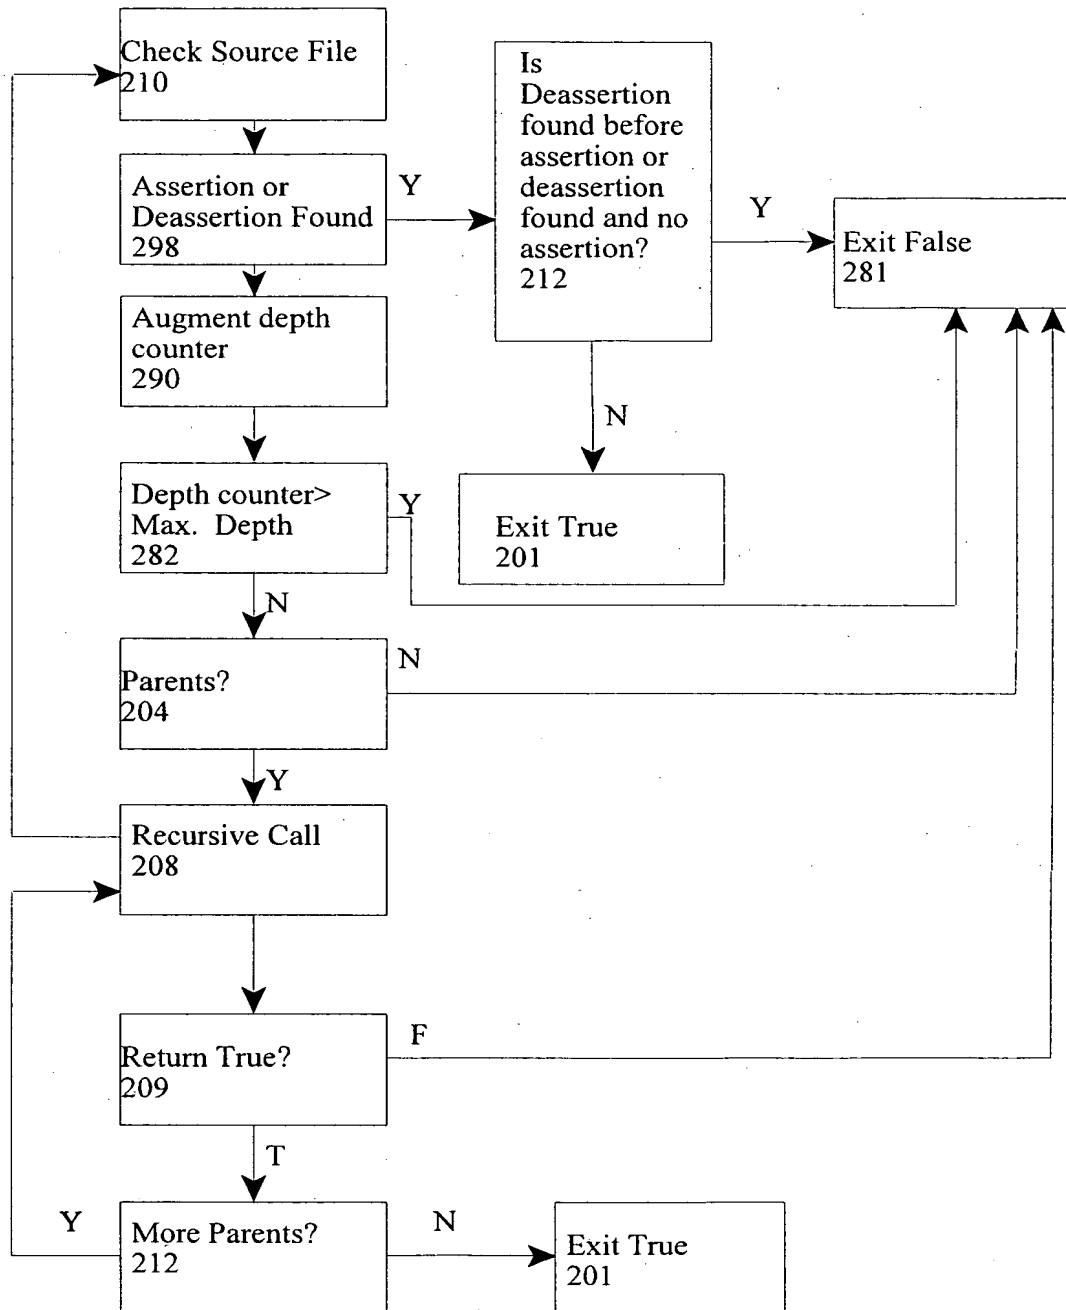 Check Source File
210
Is
Deassertion
found before
assertion or
deassertion
found and no
assertion?
212
Assertion or
Deassertion Found
298
Y
Y
Exit False
281
Augment depth
counter
290
N
Depth counter>
Max. Depth
282
Y
Exit True
201
N
Parents?
204
N
Y
Recursive Call
208
Return True?
209
F
T
Y
More Parents?
212
N
Exit True
201